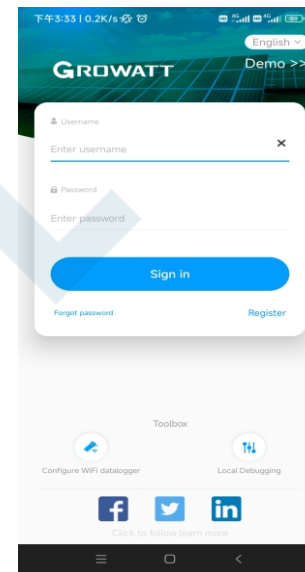 下午3:33 | 0.2K/s
English
GROWATT
Demo >>
Username
Enter username
Password
Enter password
Sign in
Forgot password
Register
Toolbox
Configure WiFi datalogger
Local Debugging
Click to follow,learn more